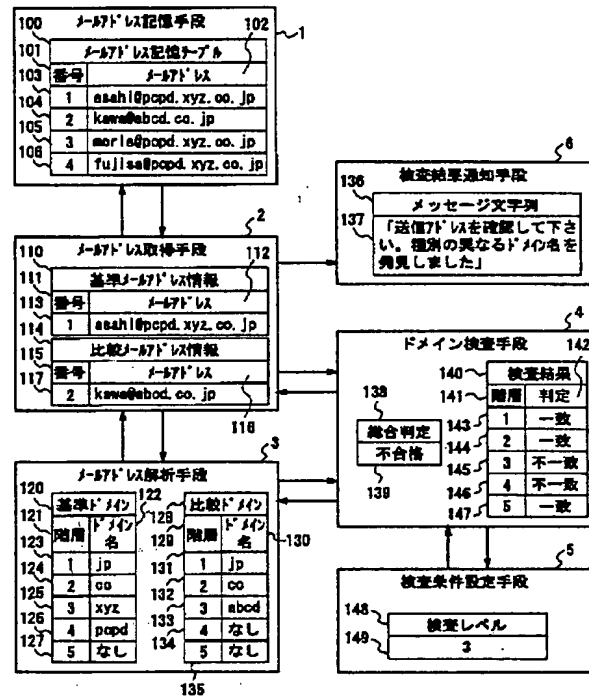 メールアドレス記憶手段
100
102
1
101
メールアドレス記憶テーブル
103
番号 メールアドレス
104
1 asahi@pcpd.xyz.co.jp
105
2 kawa@abcd.co.jp
106
3 moris@pcpd.xyz.co.jp
4 fujisa@pcpd.xyz.co.jp
2
メールアドレス取得手段
110
112
111
基準メールアドレス情報
113
番号 メールアドレス
114
1 asahi@pcpd.xyz.co.jp
115
比較メールアドレス情報
117
番号 メールアドレス
2 kawa@abcd.co.jp
116
3
メールアドレス解析手段
120
基準ドメイン
122
121
階層 ドメイン名
123
124
1 jp
125
2 co
126
3 xyz
127
4 pcpd
5 なし
128
比較ドメイン
129
130
階層 ドメイン名
131
1 jp
132
2 co
133
3 abcd
134
4 なし
5 なし
135
6
検査結果通知手段
136
メッセージ文字列
137
「送信アドレスを確認して下さ
い。種別の異なるドメイン名を
発見しました」
4
ドメイン検査手段
142
140
検査結果
141
階層 判定
143
1 一致
144
2 一致
145
3 不一致
146
4 不一致
147
5 一致
138
総合判定
不合格
139
5
検査条件設定手段
148
検査レベル
149
3